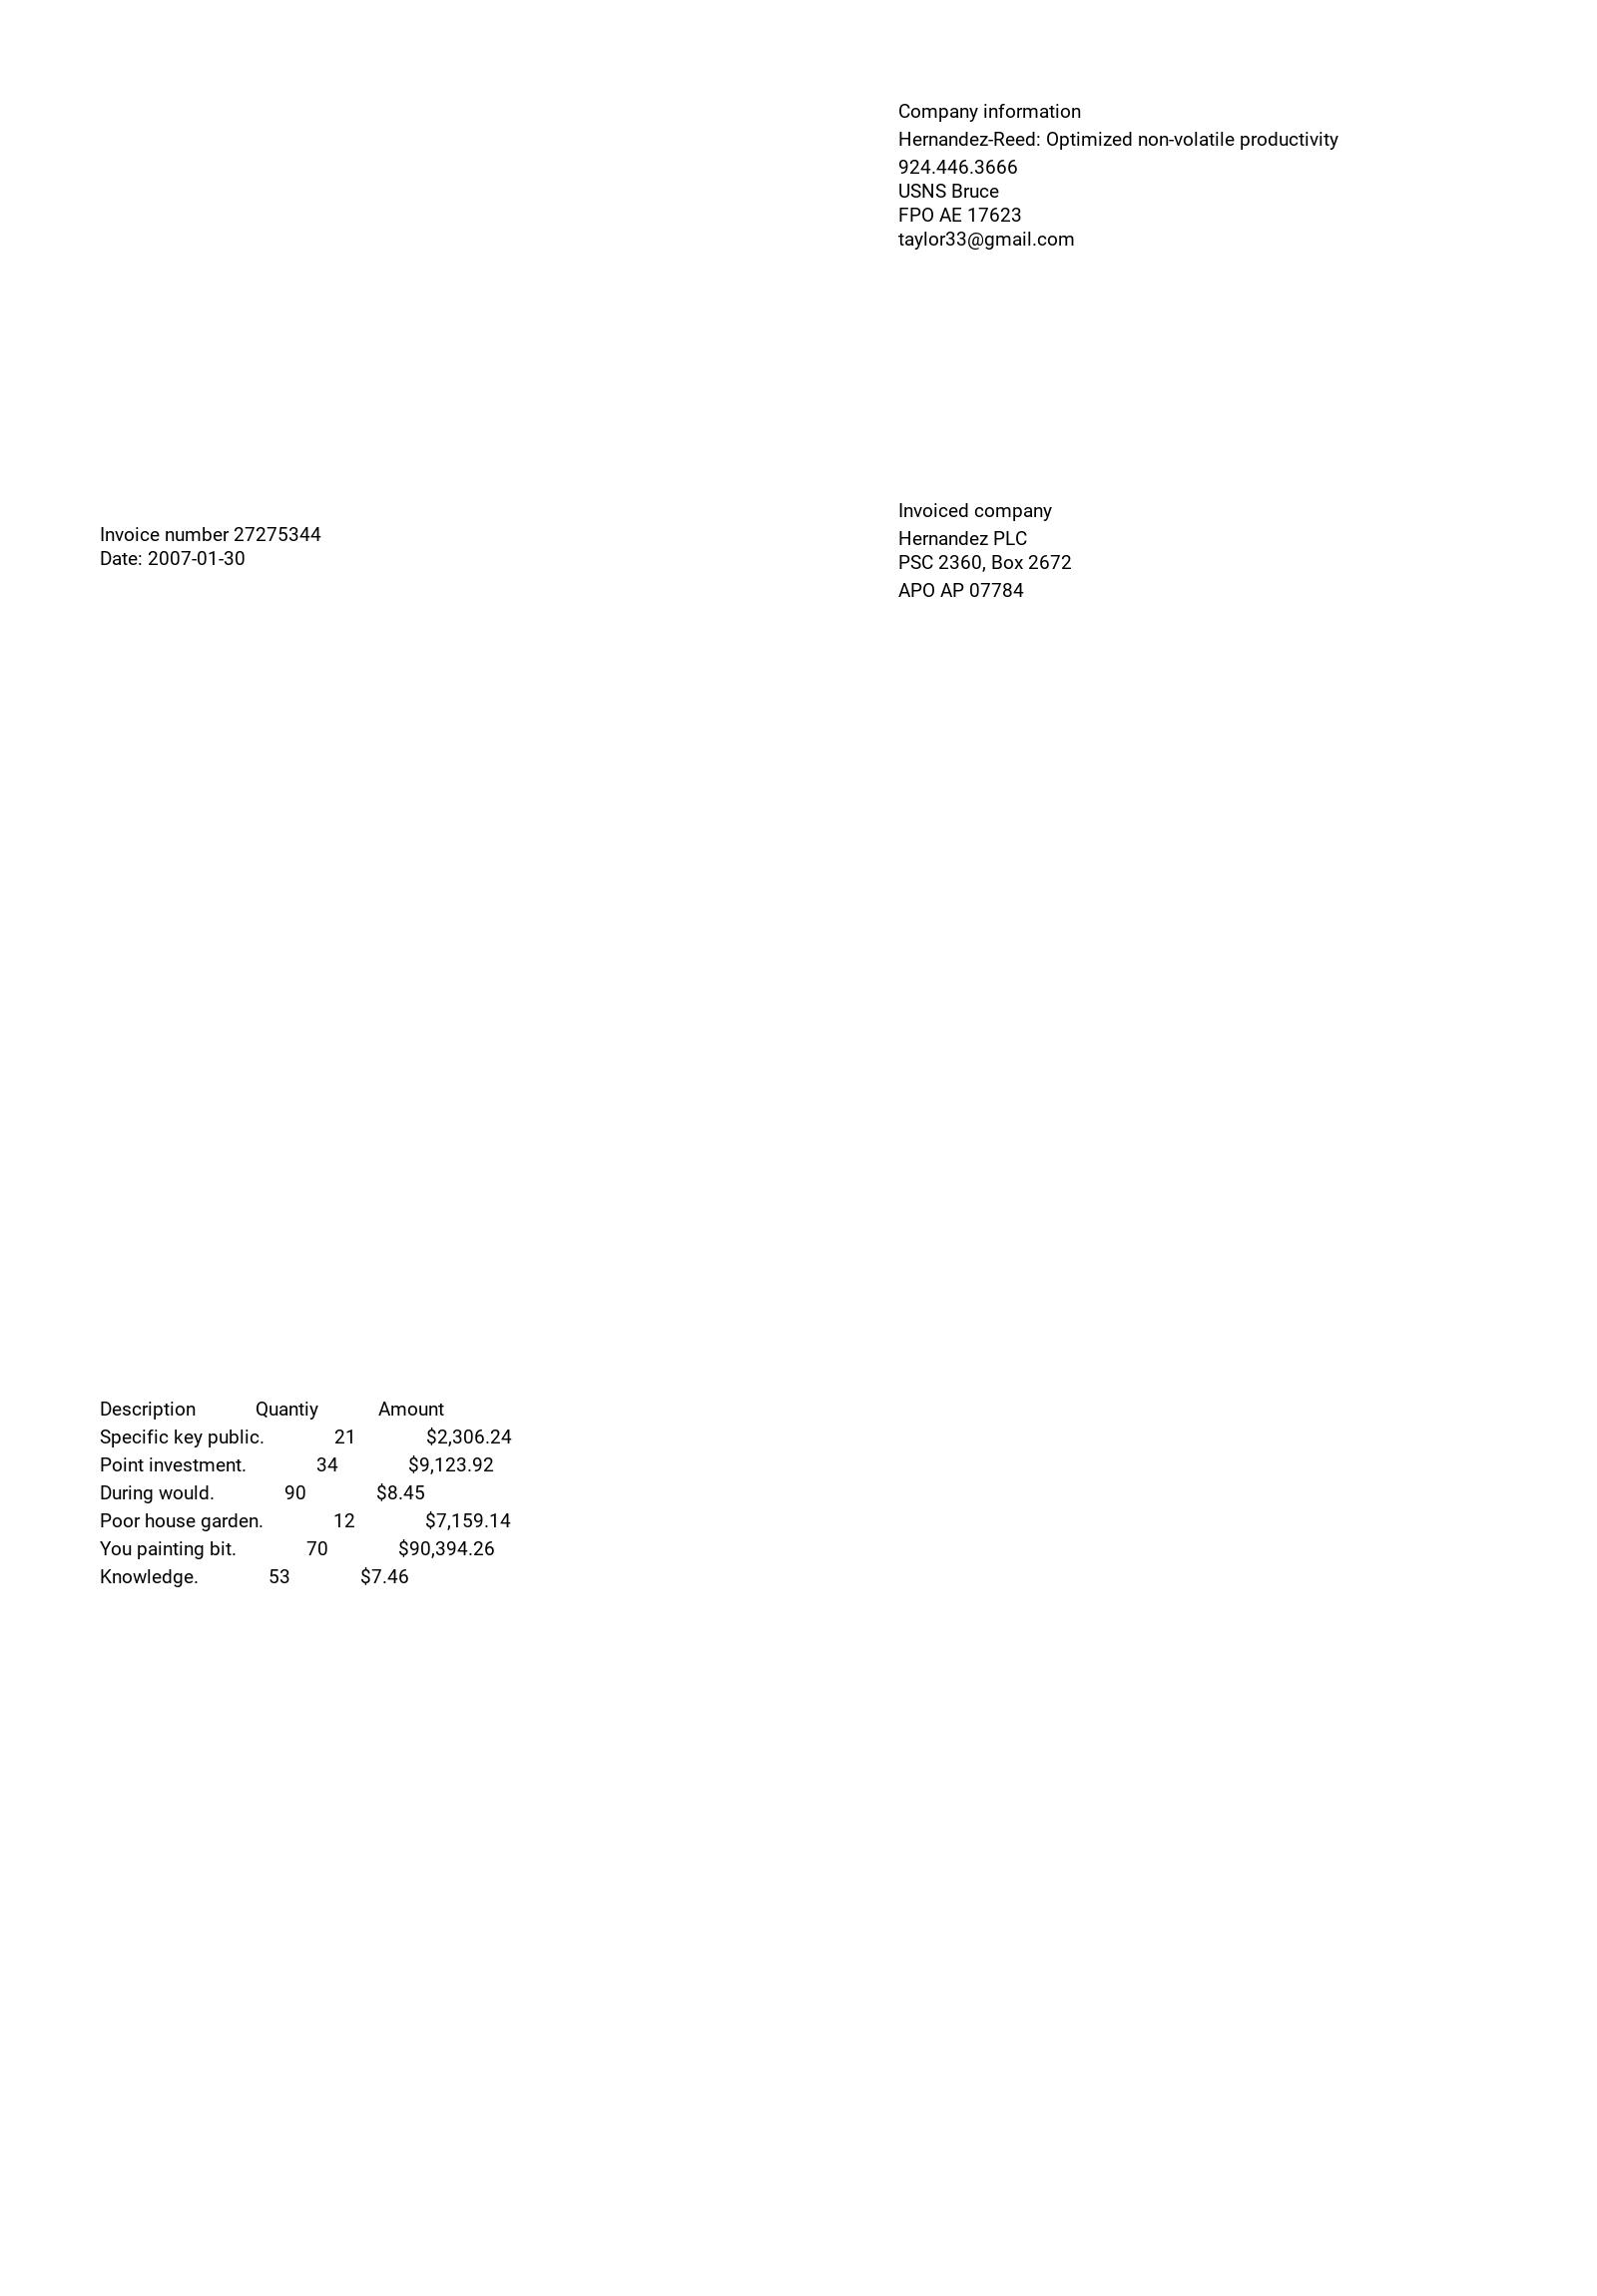 Company information
Hernandez-Reed: Optimized non-volatile productivity
924.446.3666
USNS Bruce
FPO AE 17623
taylor33@gmail.com
Invoice number 27275344
Date: 2007-01-30
Invoiced company
Hernandez PLC
PSC 2360, Box 2672
APO AP 07784
Description Quantiy Amount
Specific key public. 21 $2,306.24
Point investment. 34 $9,123.92
During would. 90 $8.45
Poor house garden. 12 $7,159.14
You painting bit. 70 $90,394.26
Knowledge. 53 $7.46